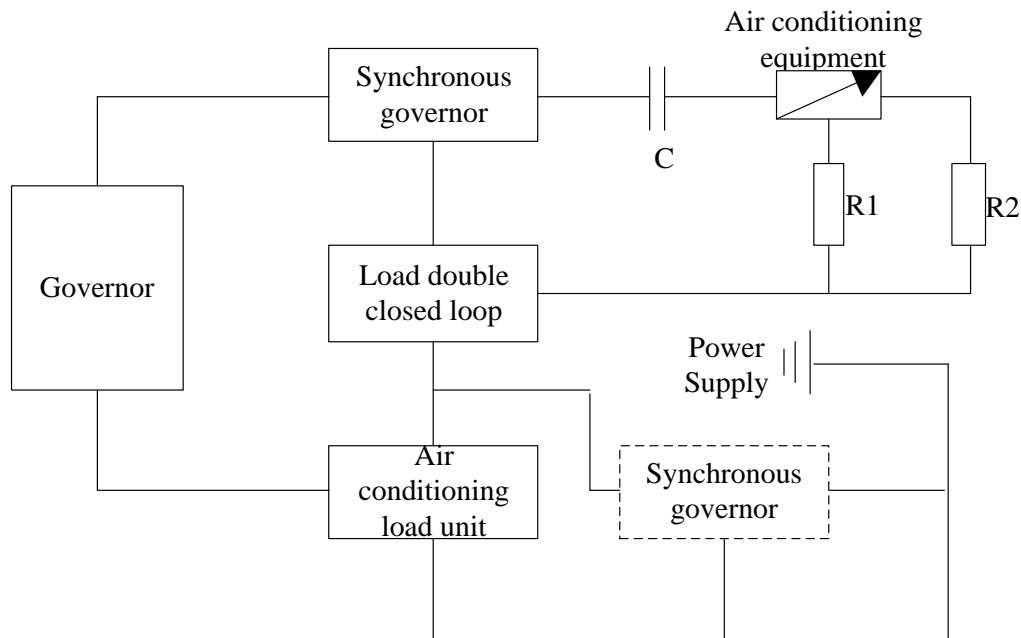 Air conditioning
equipment
Synchronous
governor
C
R1
R2
Governor
Load double
closed loop
Power
Supply
Air
conditioning
load unit
Synchronous
governor